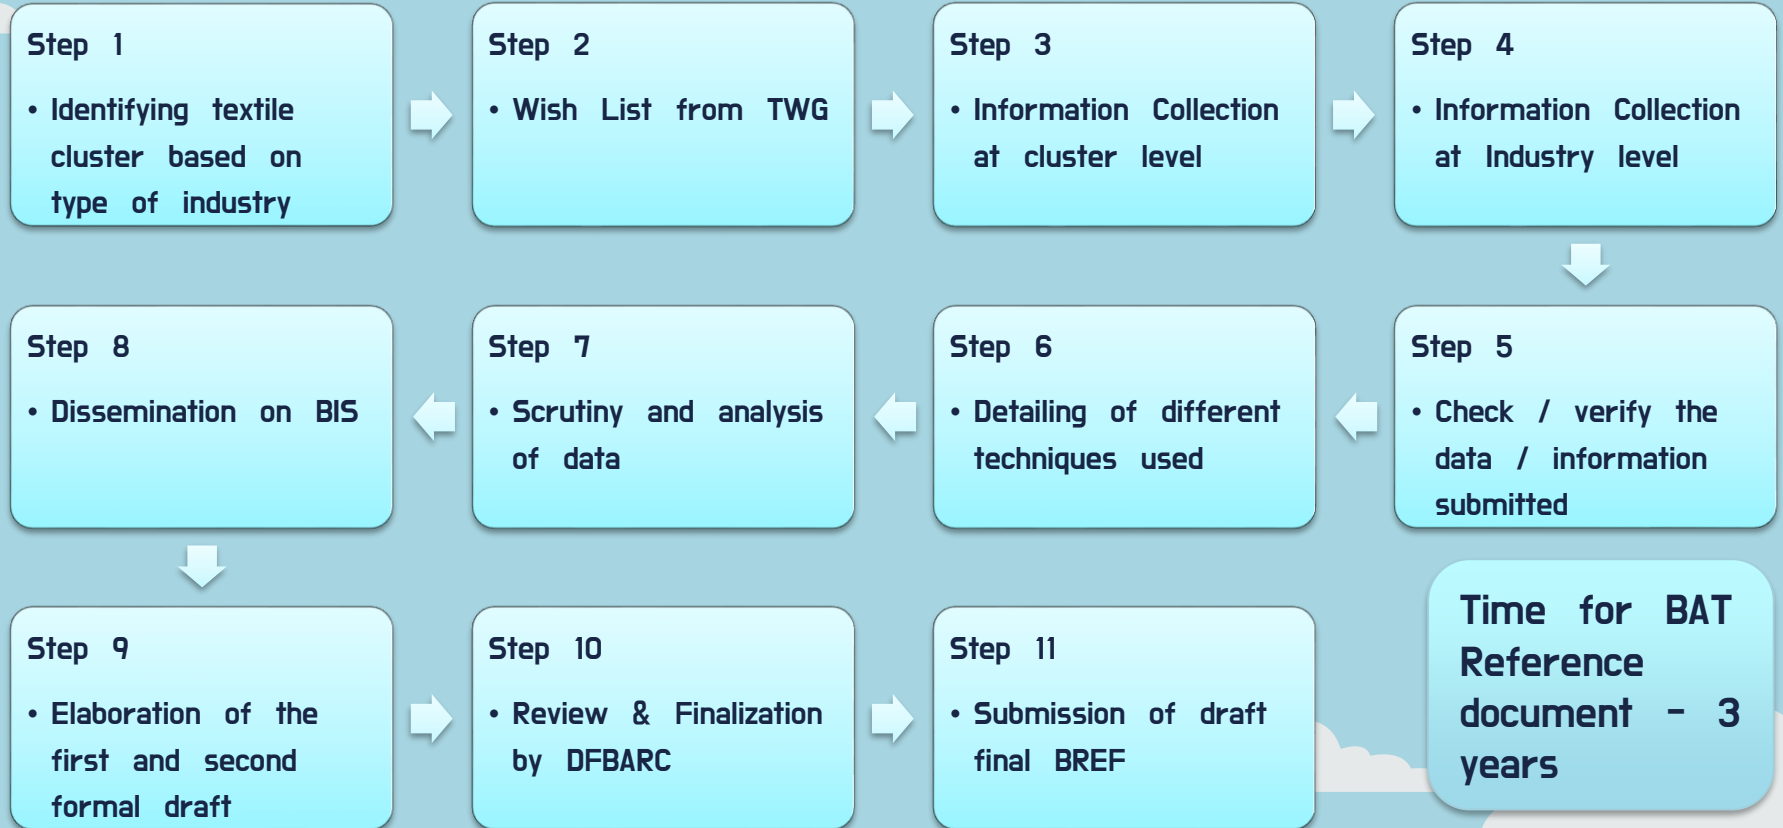 Step 1
• Identifying textile
cluster based on
type of industry
Step 2
• Wish List from TWG
Step 3
• Information Collection
at cluster level
Step 4
• Information Collection
at Industry level
Step 5
• Check / verify the
data / information
submitted
Step 6
• Detailing of different
techniques used
Step 7
• Scrutiny and analysis
of data
Step 8
• Dissemination on BIS
Step 9
• Elaboration of the
first and second
formal draft
Step 10
• Review & Finalization
by DFBARC
Step 11
• Submission of draft
final BREF
Time for BAT
Reference
document - 3
years